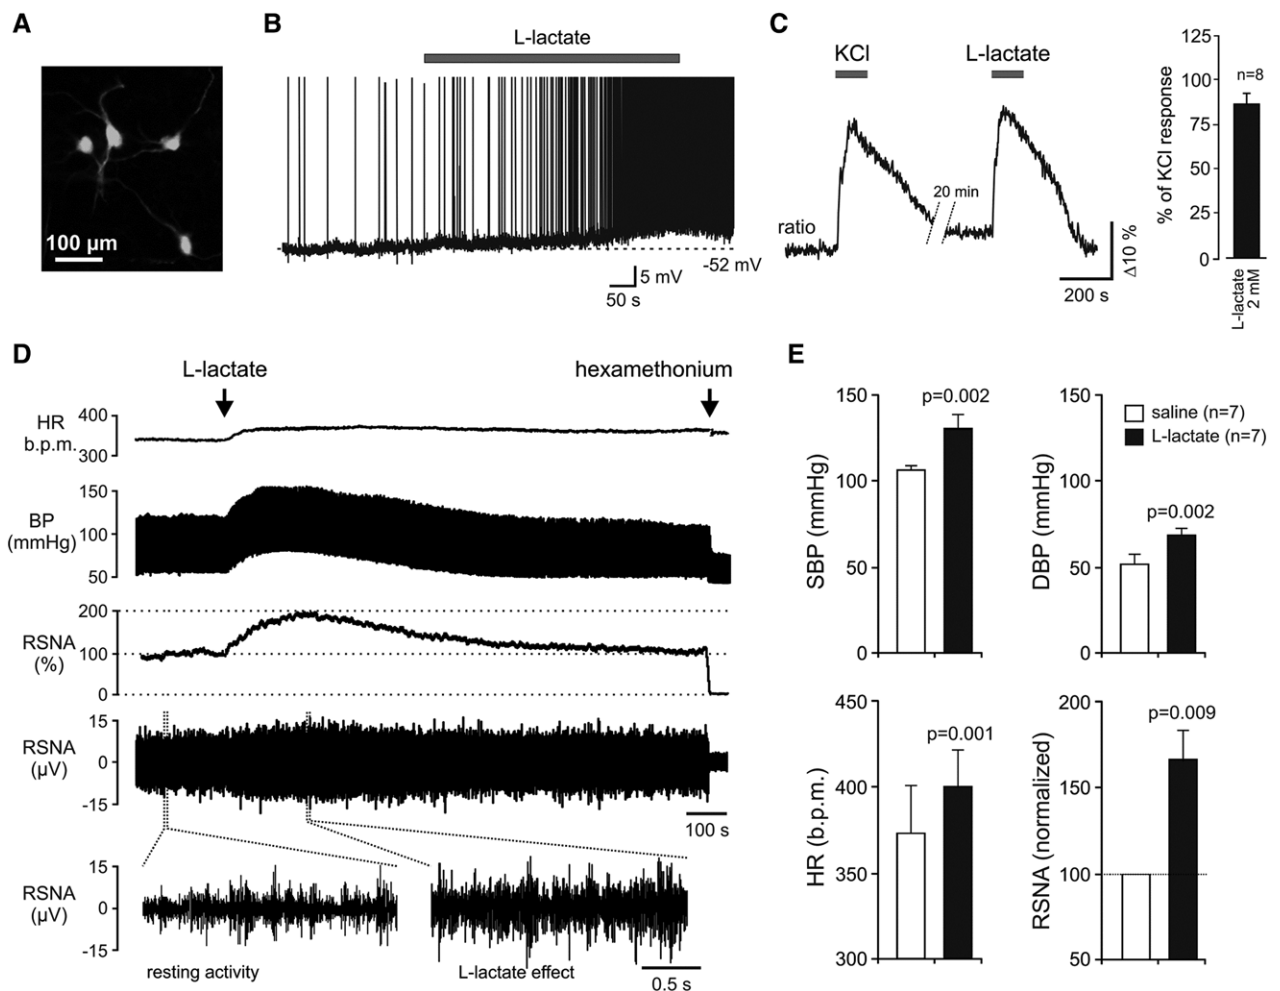 A
100 µm
B
L-lactate
-52 mV
5 mV
50 s
C
KCl
L-lactate
20 min
ratio
Δ10 %
200 s
% of KCl response
125
100
75
50
25
0
n=8
L-lactate
2 mM
D
L-lactate
hexamethonium
HR
b.p.m.
400
300
BP
(mmHg)
150
100
50
RSNA
(%)
200
100
0
RSNA
(µV)
15
0
-15
100 s
RSNA
(µV)
15
0
-15
resting activity
L-lactate effect
0.5 s
E
SBP (mmHg)
150
100
50
0
p=0.002
DBP (mmHg)
150
100
50
0
p=0.002
saline (n=7)
L-lactate (n=7)
HR (b.p.m.)
450
400
350
300
p=0.001
RSNA (normalized)
200
150
100
50
p=0.009